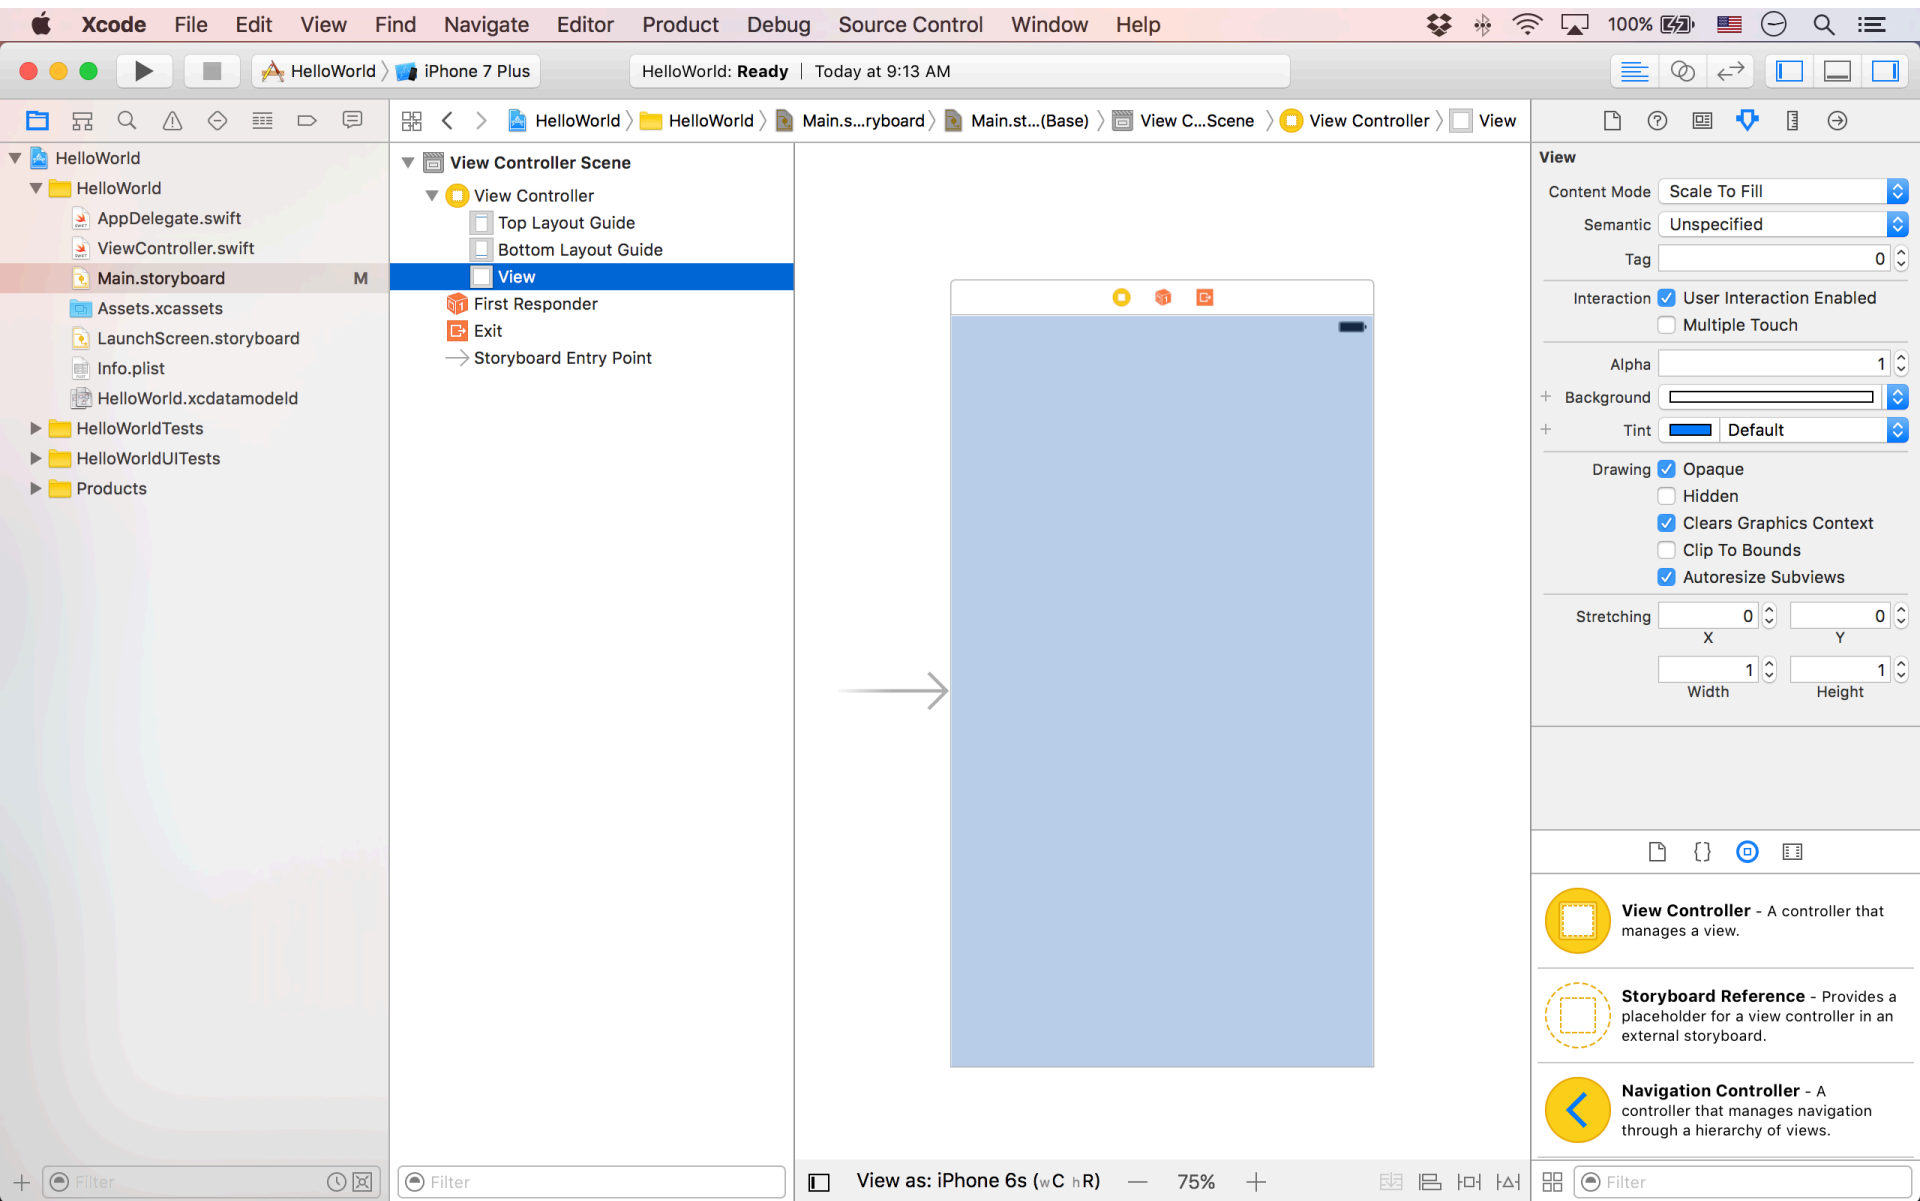 Xcode File Edit View Find Navigate Editor Product Debug Source Control Window Help 100%
HelloWorld iPhone 7 Plus HelloWorld: Ready | Today at 9:13 AM
HelloWorld HelloWorld Main.s...ryboard Main.st...(Base) View C...Scene View Controller View
HelloWorld
HelloWorld
AppDelegate.swift
ViewController.swift
Main.storyboard M
Assets.xcassets
LaunchScreen.storyboard
Info.plist
HelloWorld.xcdatamodeld
HelloWorldTests
HelloWorldUITests
Products
Filter
View Controller Scene
View Controller
Top Layout Guide
Bottom Layout Guide
View
First Responder
Exit
Storyboard Entry Point
Filter
View as: iPhone 6s (wC hR) — 75% +
View
Content Mode Scale To Fill
Semantic Unspecified
Tag 0
Interaction User Interaction Enabled
Multiple Touch
Alpha 1
+ Background
+ Tint Default
Drawing Opaque
Hidden
Clears Graphics Context
Clip To Bounds
Autoresize Subviews
Stretching 0 0
X Y
1 1
Width Height
View Controller - A controller that
manages a view.
Storyboard Reference - Provides a
placeholder for a view controller in an
external storyboard.
Navigation Controller - A
controller that manages navigation
through a hierarchy of views.
Filter